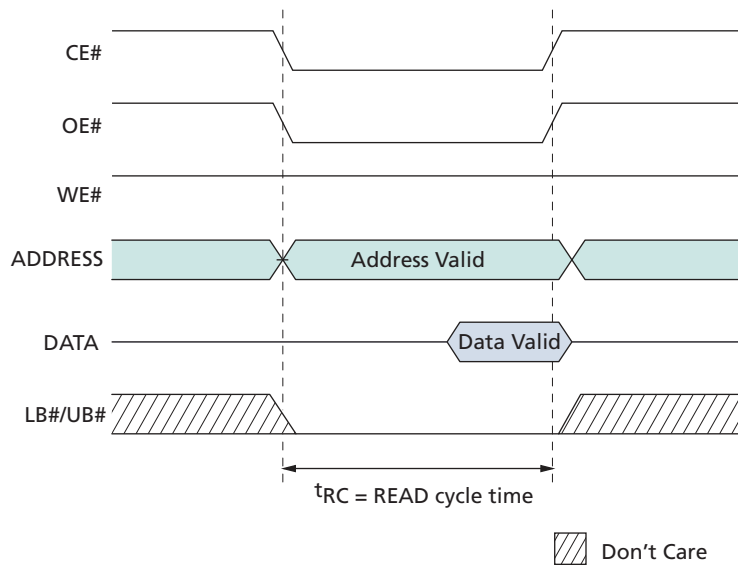 CE#
OE#
WE#
ADDRESS
Address Valid
DATA
Data Valid
LB#/UB#
tRC = READ cycle time
Don't Care